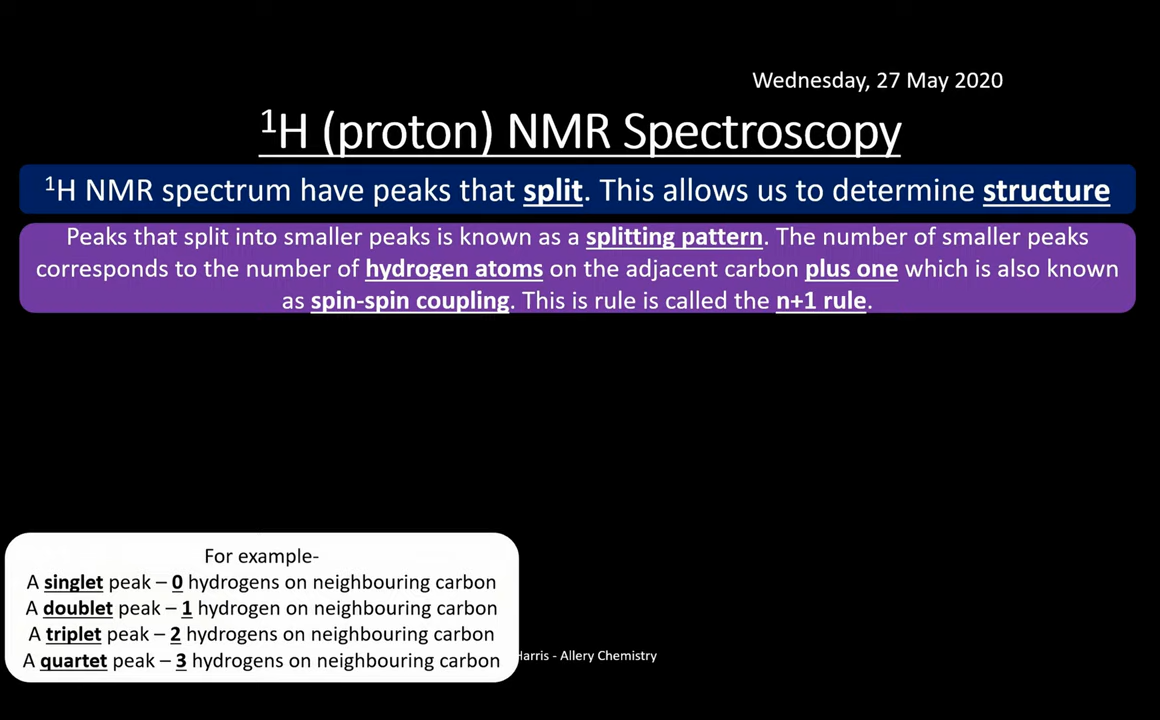 Wednesday, 27 May 2020
¹H (proton) NMR Spectroscopy
¹H NMR spectrum have peaks that split. This allows us to determine structure
Peaks that split into smaller peaks is known as a splitting pattern. The number of smaller peaks
corresponds to the number of hydrogen atoms on the adjacent carbon plus one which is also known
as spin-spin coupling. This is rule is called the n+1 rule.
For example-
A singlet peak – 0 hydrogens on neighbouring carbon
A doublet peak – 1 hydrogen on neighbouring carbon
A triplet peak – 2 hydrogens on neighbouring carbon
A quartet peak – 3 hydrogens on neighbouring carbon
Harris - Allery Chemistry